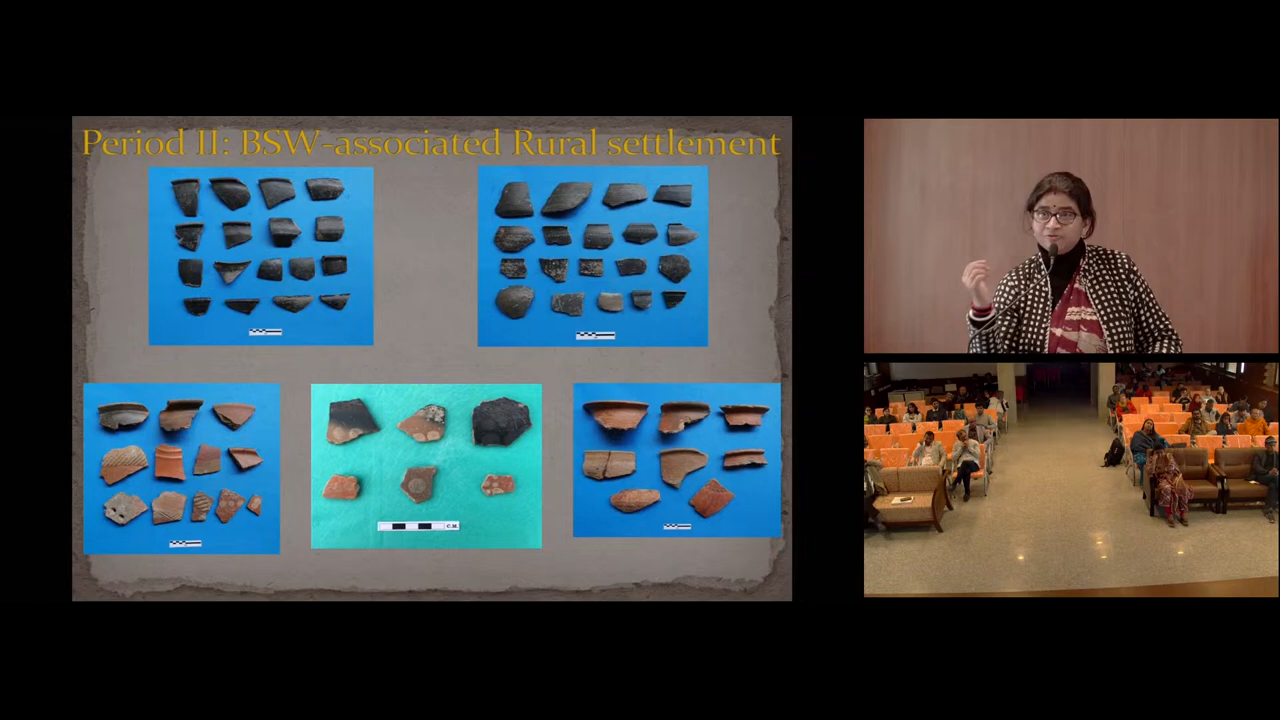 Period II: BSW-associated Rural settlement
C.M.